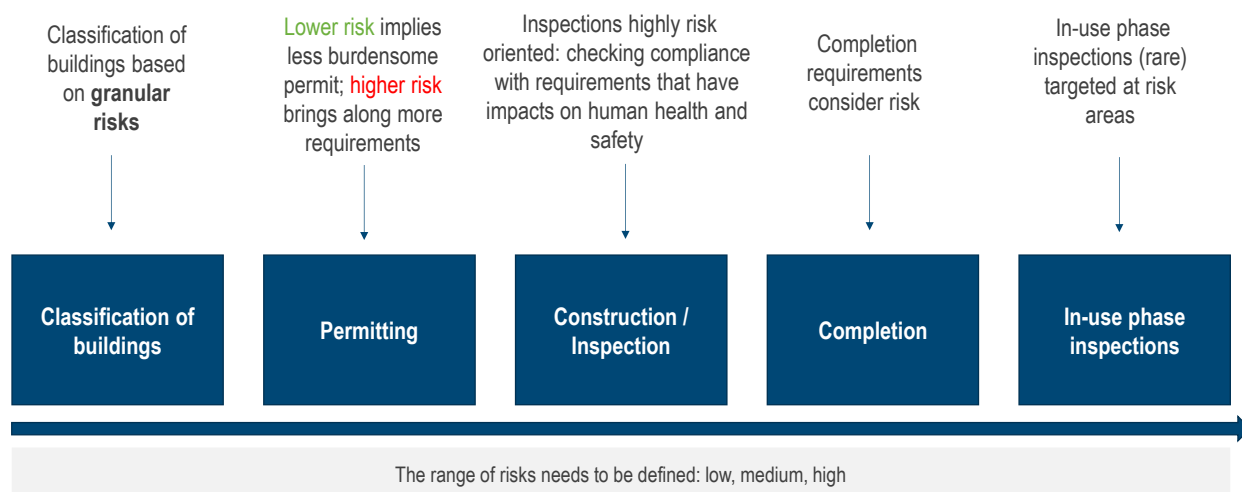 Classification of
buildings based
on granular
risks
Lower risk implies
less burdensome
permit; higher risk
brings along more
requirements
Inspections highly risk
oriented: checking compliance
with requirements that have
impacts on human health and
safety
Completion
requirements
consider risk
In-use phase
inspections (rare)
targeted at risk
areas
Classification of
buildings
Permitting
Construction /
Inspection
Completion
In-use phase
inspections
The range of risks needs to be defined: low, medium, high